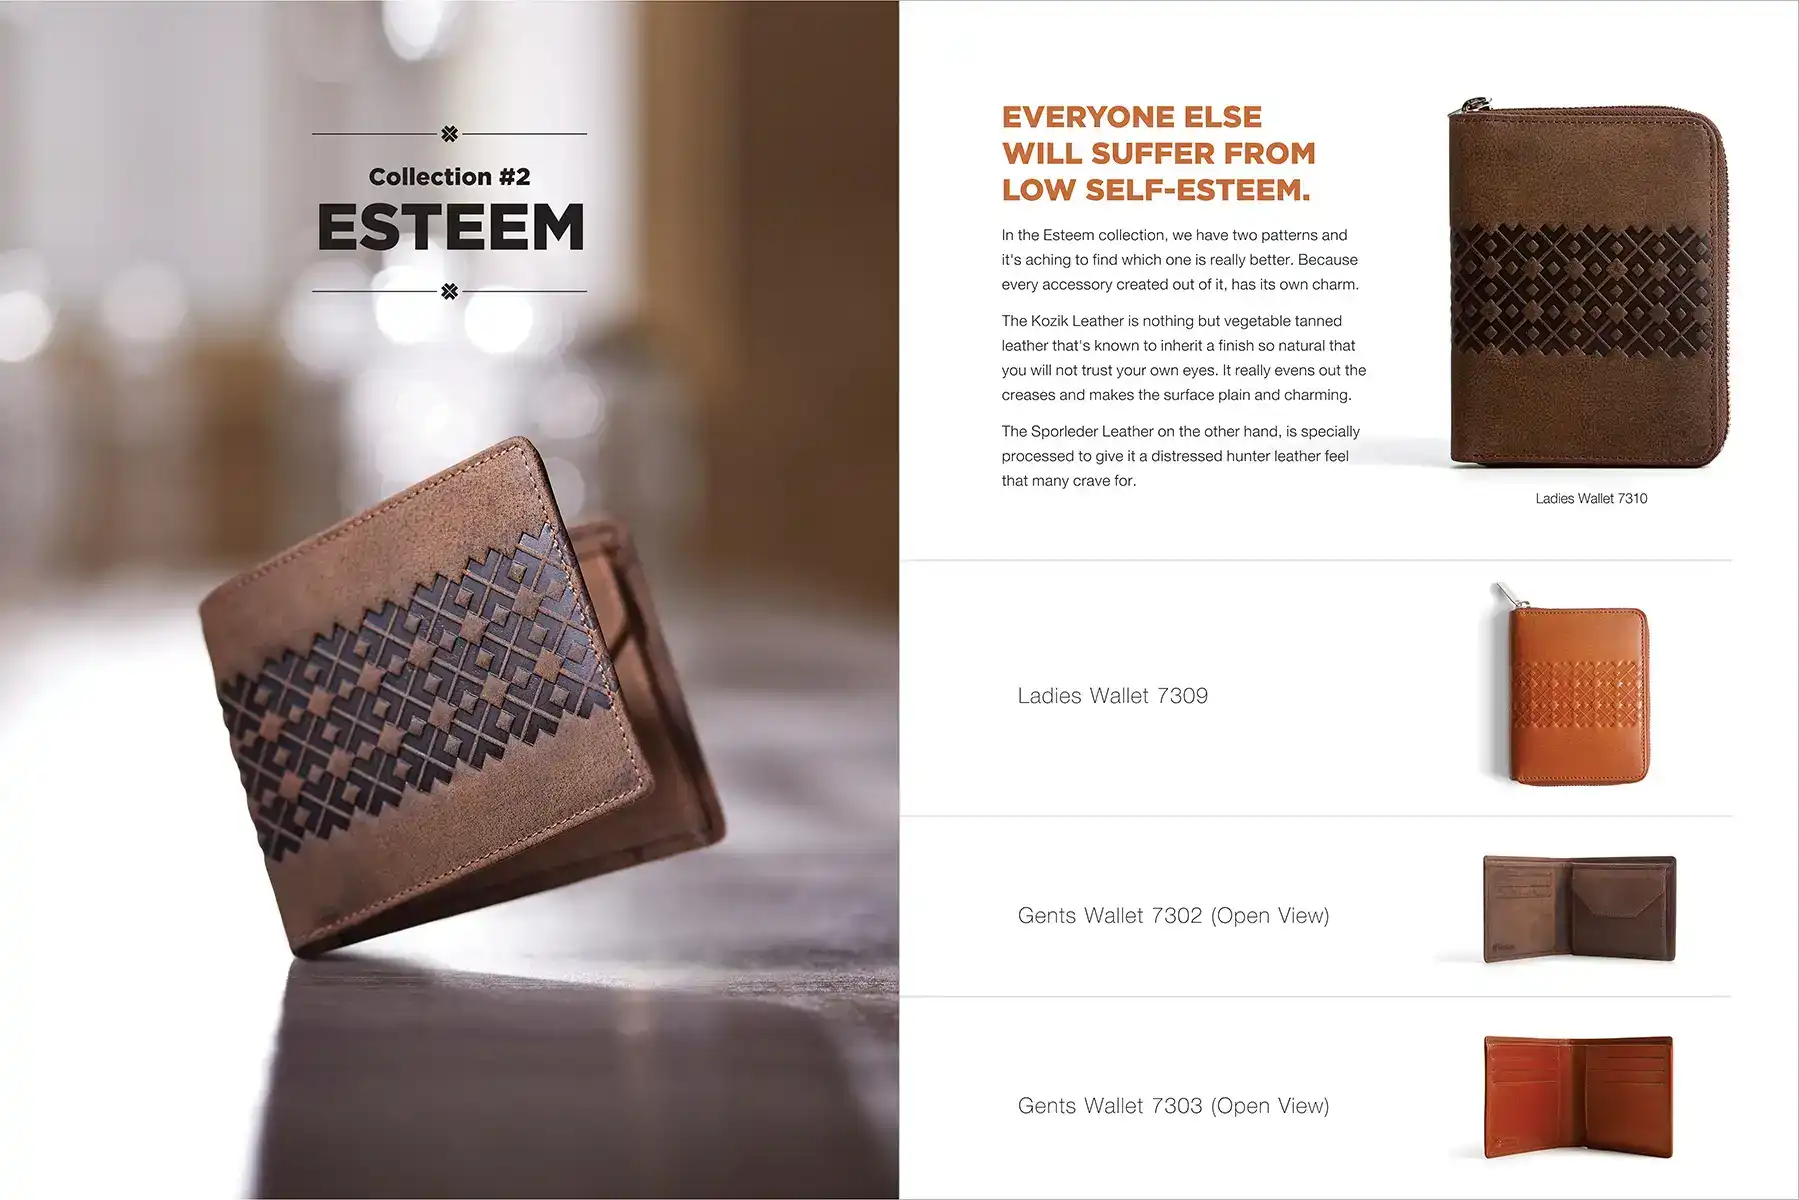 Collection #2
ESTEEM
EVERYONE ELSE
WILL SUFFER FROM
LOW SELF-ESTEEM.
In the Esteem collection, we have two patterns and
it's aching to find which one is really better. Because
every accessory created out of it, has its own charm.
The Kozik Leather is nothing but vegetable tanned
leather that's known to inherit a finish so natural that
you will not trust your own eyes. It really evens out the
creases and makes the surface plain and charming.
The Sporleder Leather on the other hand, is specially
processed to give it a distressed hunter leather feel
that many crave for.
Ladies Wallet 7310
Ladies Wallet 7309
Gents Wallet 7302 (Open View)
Gents Wallet 7303 (Open View)